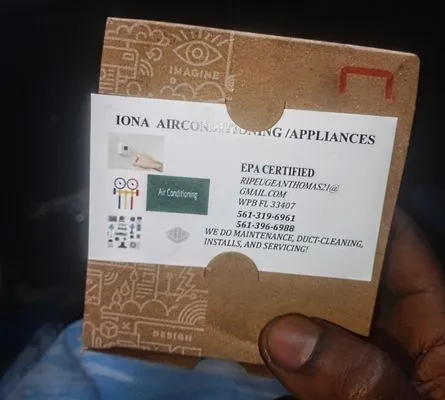 IMAGINE
IONA AIRCONDITIONING /APPLIANCES
EPA CERTIFIED
RIPEUGEANTHOMAS21@
GMAIL.COM
WPB FL 33407
561-319-6961
561-396-6988
WE DO MAINTENANCE, DUCT-CLEANING,
INSTALLS, AND SERVICING!
Air Conditioning
DESIGN